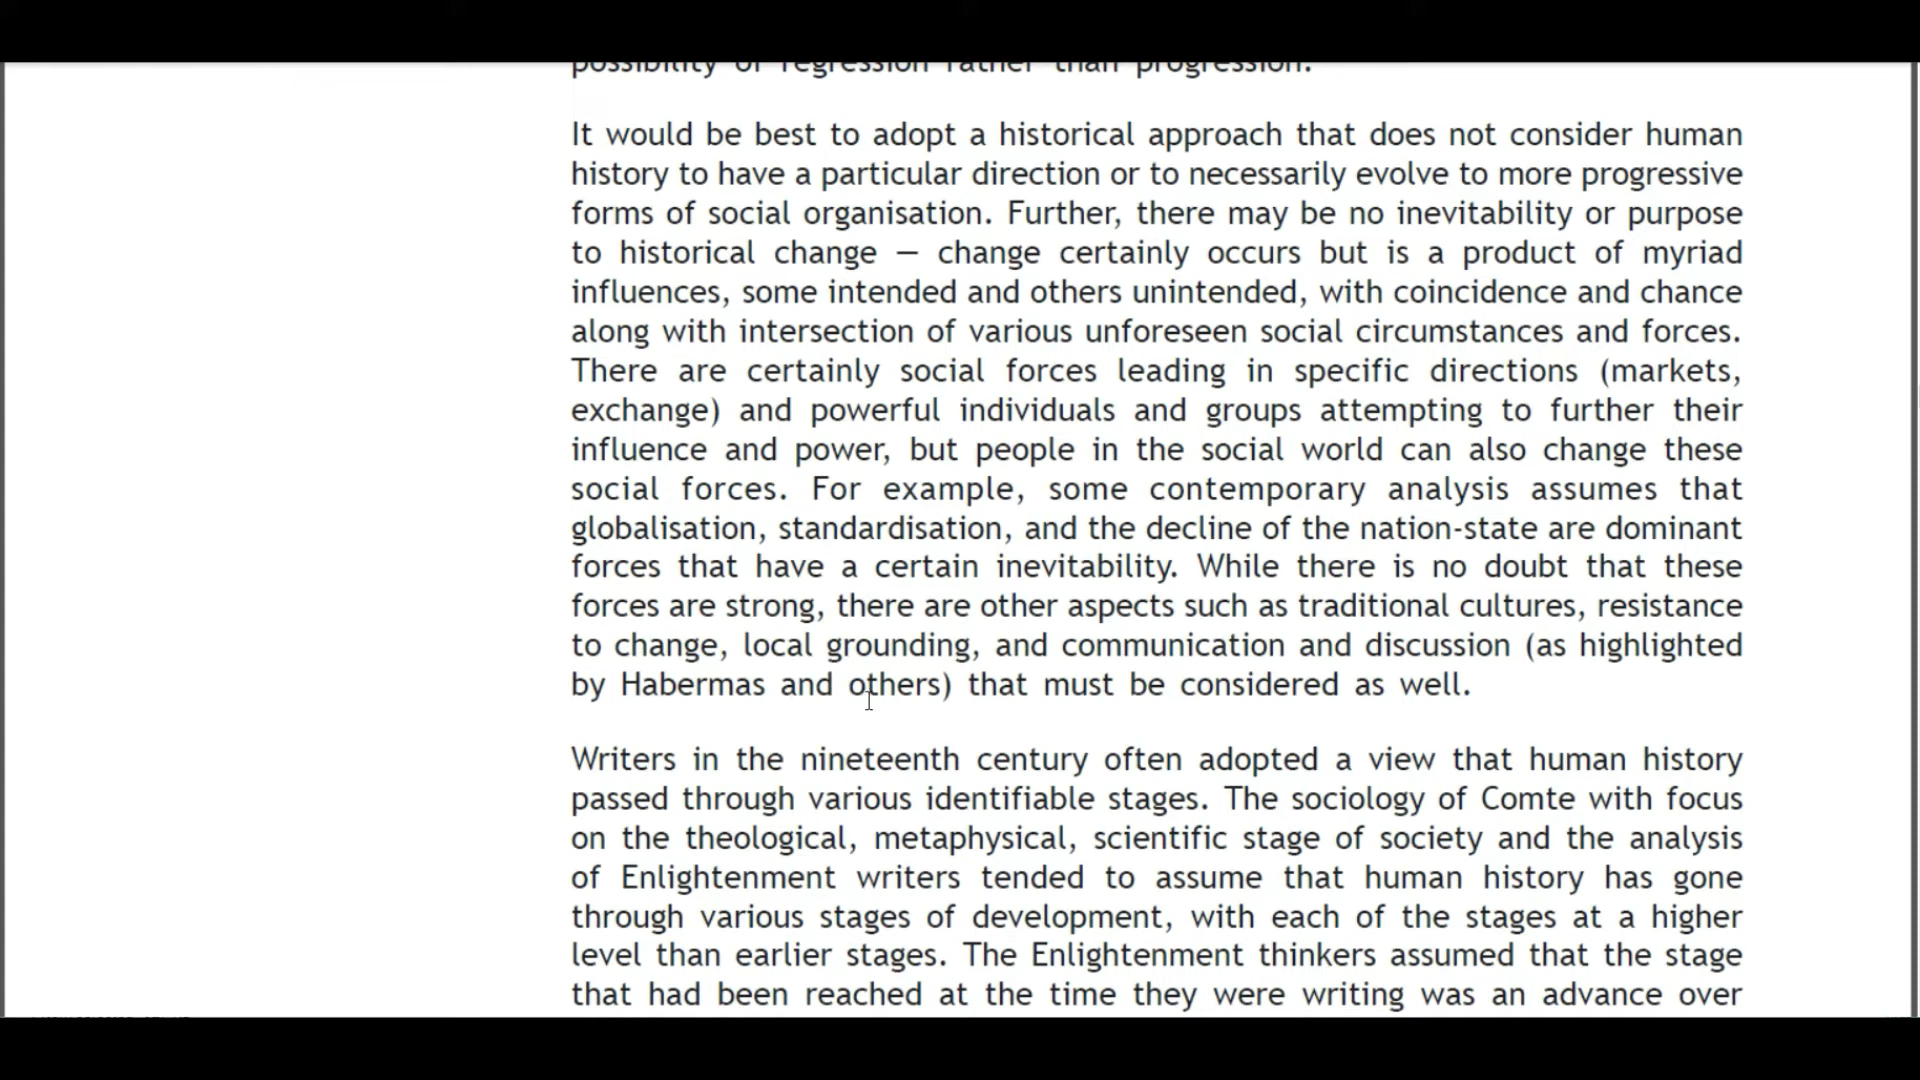 possibility of regression rather than progression.
It would be best to adopt a historical approach that does not consider human
history to have a particular direction or to necessarily evolve to more progressive
forms of social organisation. Further, there may be no inevitability or purpose
to historical change — change certainly occurs but is a product of myriad
influences, some intended and others unintended, with coincidence and chance
along with intersection of various unforeseen social circumstances and forces.
There are certainly social forces leading in specific directions (markets,
exchange) and powerful individuals and groups attempting to further their
influence and power, but people in the social world can also change these
social forces. For example, some contemporary analysis assumes that
globalisation, standardisation, and the decline of the nation-state are dominant
forces that have a certain inevitability. While there is no doubt that these
forces are strong, there are other aspects such as traditional cultures, resistance
to change, local grounding, and communication and discussion (as highlighted
by Habermas and others) that must be considered as well.
Writers in the nineteenth century often adopted a view that human history
passed through various identifiable stages. The sociology of Comte with focus
on the theological, metaphysical, scientific stage of society and the analysis
of Enlightenment writers tended to assume that human history has gone
through various stages of development, with each of the stages at a higher
level than earlier stages. The Enlightenment thinkers assumed that the stage
that had been reached at the time they were writing was an advance over